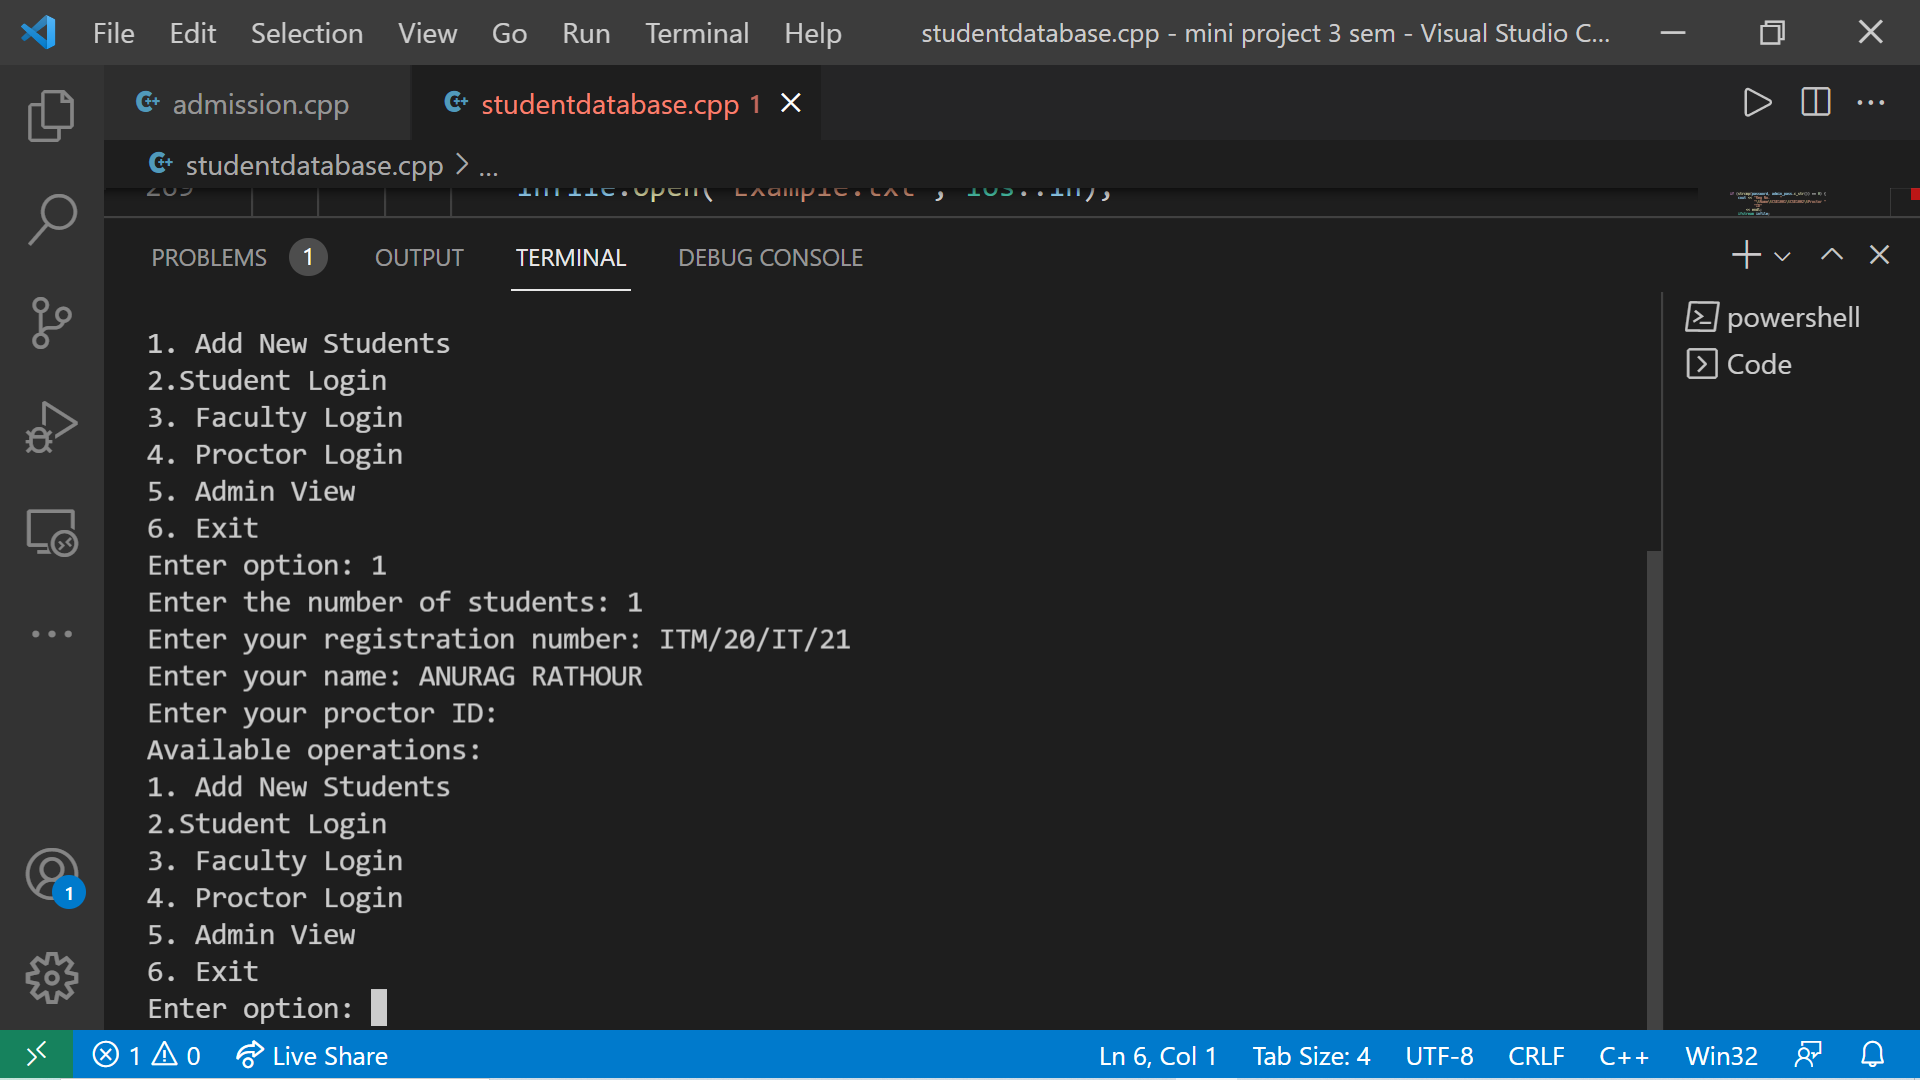 File Edit Selection View Go Run Terminal Help studentdatabase.cpp - mini project 3 sem - Visual Studio C...
admission.cpp studentdatabase.cpp 1
studentdatabase.cpp > ...
269 infile.open("Example.txt", ios::in);
PROBLEMS 1 OUTPUT TERMINAL DEBUG CONSOLE
powershell
Code
1. Add New Students
2.Student Login
3. Faculty Login
4. Proctor Login
5. Admin View
6. Exit
Enter option: 1
Enter the number of students: 1
Enter your registration number: ITM/20/IT/21
Enter your name: ANURAG RATHOUR
Enter your proctor ID:
Available operations:
1. Add New Students
2.Student Login
3. Faculty Login
4. Proctor Login
5. Admin View
6. Exit
Enter option:
1
1 0 Live Share Ln 6, Col 1 Tab Size: 4 UTF-8 CRLF C++ Win32